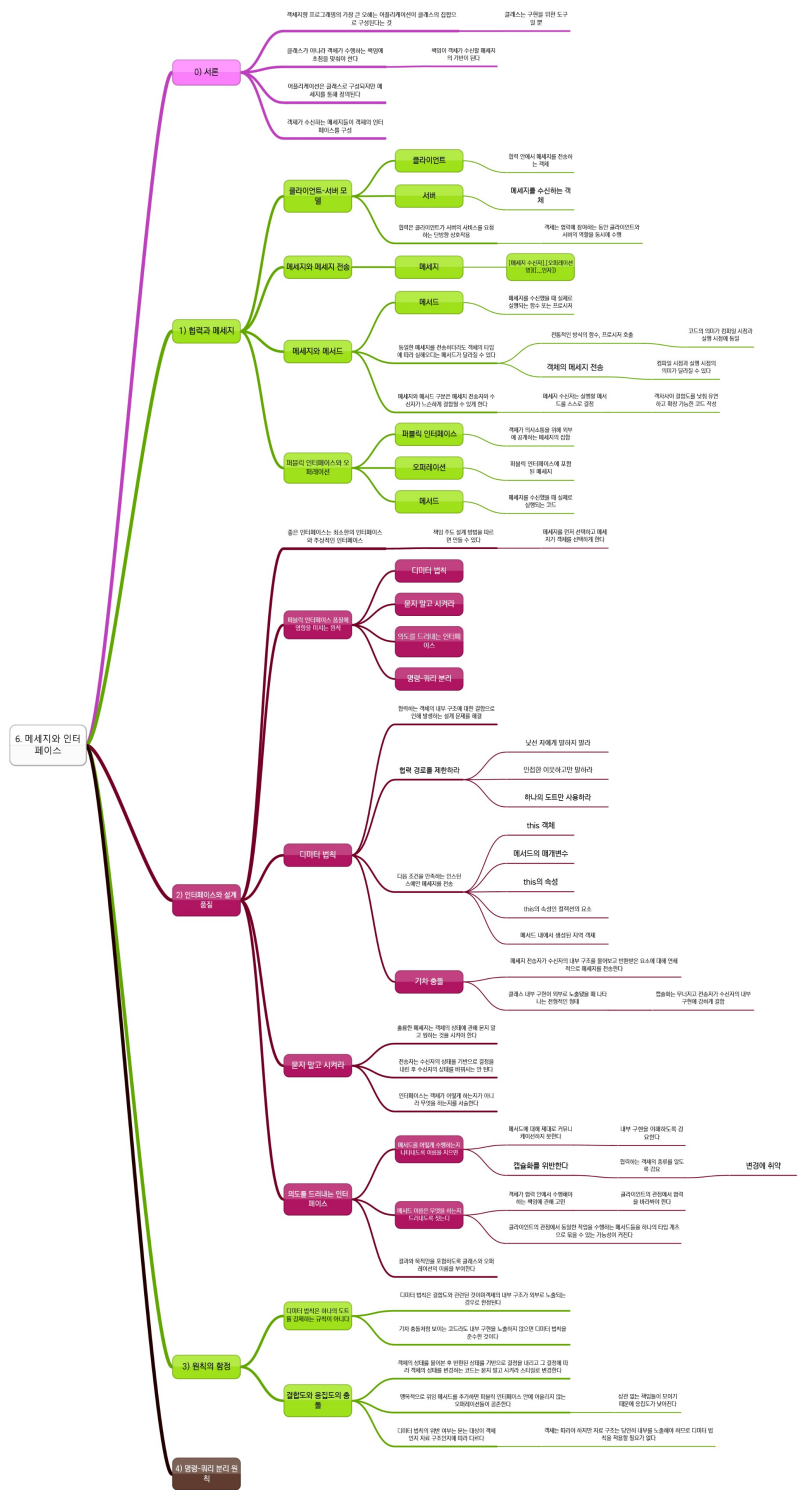 객체지향 프로그래밍의 가장 큰 오해는 어플리케이션이 클래스의 집합으
로 구성된다는 것
클래스는 구현을 위한 도구
일 뿐
클래스가 아니라 객체가 수행하는 책임에
초점을 맞춰야 한다
책임이 객체가 수신할 메세지
의 기반이 된다
0) 서론
어플리케이션은 클래스로 구성되지만 메
세지를 통해 정의된다
객체가 수신하는 메세지들이 객체의 인터
페이스를 구성
클라이언트
협력 안에서 메세지를 전송하
는 객체
클라이언트-서버 모
델
서버
메세지를 수신하는 객
체
협력은 클라이언트가 서버의 서비스를 요청
하는 단방향 상호작용
객체는 협력에 참여하는 동안 클라이언트와
서버의 역할을 동시에 수행
메세지와 메세지 전송
메세지
메서드
메세지를 수신했을 때 실제로
실행되는 함수 또는 프로시저
1) 협력과 메세지
메세지와 메서드
동일한 메세지를 전송하더라도 객체의 타입
에 따라 실행되는 메서드가 달라질 수 있다
전통적인 방식의 함수, 프로시저 호출
코드의 의미가 컴파일 시점과
실행 시점에 동일
객체의 메세지 전송
컴파일 시점과 실행 시점의
의미가 달라질 수 있다
메세지와 메서드 구분은 메세지 전송자와 수
신자가 느슨하게 결합될 수 있게 한다
메세지 수신자는 실행할 메서
드를 스스로 결정
객자사이 결합도를 낮춰 유연
하고 확장 가능한 코드 작성
퍼블릭 인터페이스
객체가 의사소통을 위해 외부
에 공개하는 메세지의 집합
퍼블릭 인터페이스와 오
퍼레이션
오퍼레이션
퍼블릭 인터페이스에 포함
된 메세지
메서드
메세지를 수신했을 때 실제로
실행되는 코드
좋은 인터페이스는 최소한의 인터페이스
와 추상적인 인터페이스
책임 주도 설계 방법을 따르
면 만들 수 있다
메세지를 먼저 선택하고 메세
지가 객체를 선택하게 한다
디미터 법칙
퍼블릭 인터페이스 품질에
영향을 미치는 원칙
묻지 말고 시켜라
의도를 드러내는 인터페
이스
명령-쿼리 분리
협력하는 객체의 내부 구조에 대한 결합으로
인해 발생하는 설계 문제를 해결
6. 메세지와 인터
페이스
협력 경로를 제한하라
낯선 자에게 말하지 말라
인접한 이웃하고만 말하라
하나의 도트만 사용하라
디미터 법칙
다음 조건을 만족하는 인스턴
스에만 메세지를 전송
this 객체
메서드의 매개변수
this의 속성
this의 속성인 컬렉션의 요소
메서드 내에서 생성된 지역 객체
2) 인터페이스와 설계
품질
기차 충돌
메세지 전송자가 수신자의 내부 구조를 물어보고 반환받은 요소에 대해 연쇄
적으로 메세지를 전송한다
클래스 내부 구현이 외부로 노출됐을 때 나타
나는 전형적인 형태
캡슐화는 무너지고 전송자가 수신자의 내부
구현에 강하게 결합
훌륭한 메세지는 객체의 상태에 관해 묻지 말
고 원하는 것을 시켜야 한다
묻지 말고 시켜라
전송자는 수신자의 상태를 기반으로 결정을
내린 후 수신자의 상태를 바꿔서는 안 된다
인터페이스는 객체가 어떻게 하는지가 아니
라 무엇을 하는지를 서술한다
메서드를 어떻게 수행하는지
나타내도록 이름을 지으면
메서드에 대해 제대로 커뮤니
케이션하지 못한다
내부 구현을 이해하도록 강
요한다
캡슐화를 위반한다
협력하는 객체의 종류를 알도
록 강요
변경에 취약
의도를 드러내는 인터
페이스
메서드 이름은 무엇을 하는지
드러내도록 짓는다
객체가 협력 안에서 수행해야
하는 책임에 관해 고민
클라이언트의 관점에서 협력
을 바라봐야 한다
클라이언트의 관점에서 동일한 작업을 수행하는 메서드들을 하나의 타입 계층
으로 묶을 수 있는 가능성이 커진다
결과와 목적만을 포함하도록 클래스와 오퍼
레이션의 이름을 부여한다
디미터 법칙은 하나의 도트
를 강제하는 규칙이 아니다
디미터 법칙은 결합도와 관련된 것이며객체의 내부 구조가 외부로 노출되는
경우로 한정된다
기차 충돌처럼 보이는 코드라도 내부 구현을 노출하지 않으면 디미터 법칙을
준수한 것이다
3) 원칙의 함정
객체의 상태를 물어본 후 반환된 상태를 기반으로 결정을 내리고 그 결정에 따
라 객체의 상태를 변경하는 코드는 묻지 말고 시켜라 스타일로 변경한다
결합도와 응집도의 충
돌
맹목적으로 위임 메서드를 추가하면 퍼블릭 인터페이스 안에 어울리지 않는
오퍼레이션들이 공존한다
상관 없는 책임들이 모이기
때문에 응집도가 낮아진다
디미터 법칙의 위반 여부는 묻는 대상이 객체
인지 자료 구조인지에 따라 다르다
객체는 따라야 하지만 자료 구조는 당연히 내부를 노출해야 하므로 디미터 법
칙을 적용할 필요가 없다
4) 명령-쿼리 분리 원
칙